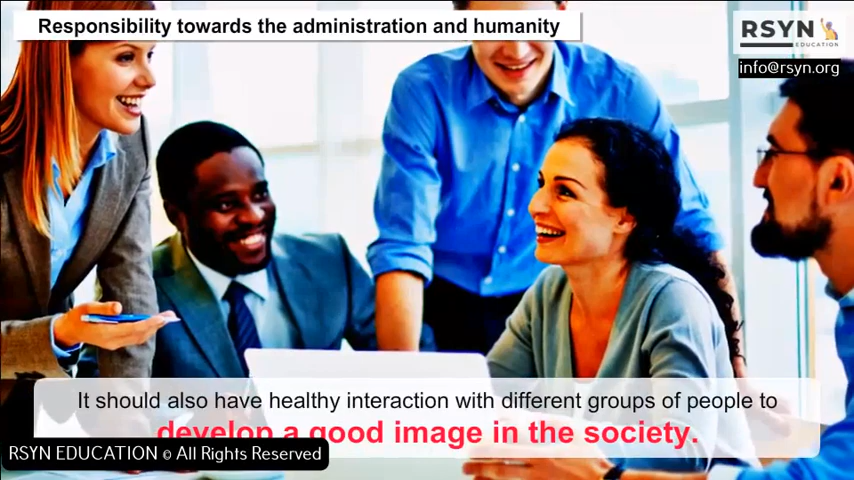 Responsibility towards the administration and humanity
RSYN
EDUCATION
info@rsyn.org
It should also have healthy interaction with different groups of people to
develop a good image in the society.
RSYN EDUCATION © All Rights Reserved